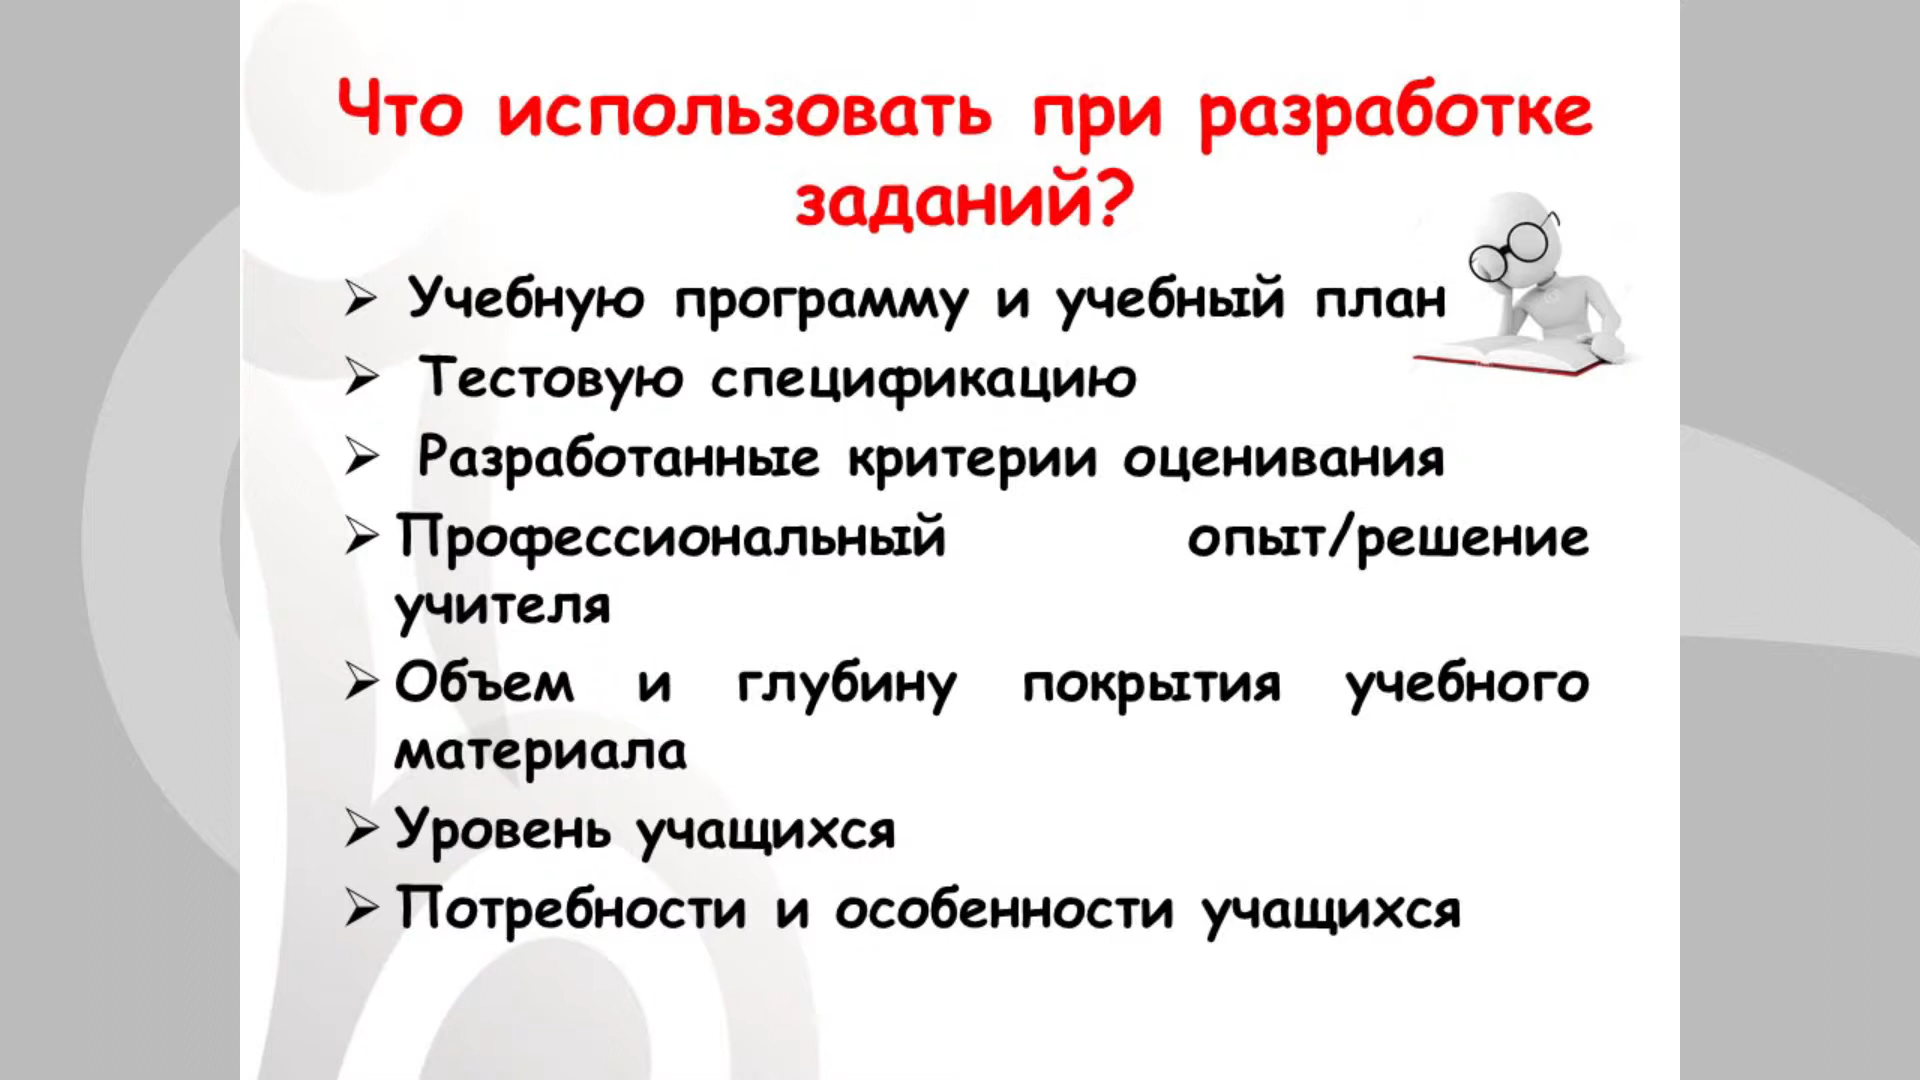 Что использовать при разработке
заданий?
Учебную программу и учебный план
Тестовую спецификацию
Разработанные критерии оценивания
Профессиональный опыт/решение
учителя
Объем и глубину покрытия учебного
материала
Уровень учащихся
Потребности и особенности учащихся